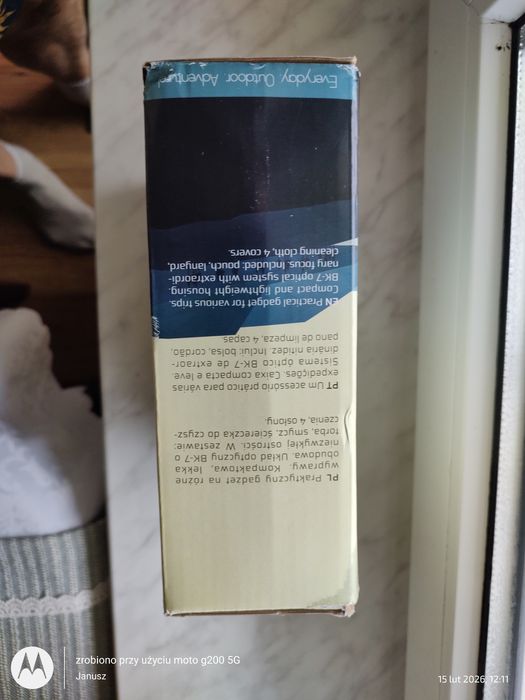 PL Praktyczny gadżet na różne
wyprawy. Kompaktowa, lekka
obudowa. Układ optyczny BK-7 o
niezwykłej ostrości. W zestawie:
torba, smycz, ściereczka do czysz-
czenia, 4 osłony.
PT Um acessório prático para várias
expedições. Caixa compacta e leve.
Sistema óptico de BK-7 de extraor-
dinária nitidez. Inclui: bolsa, cordão,
pano de limpeza, 4 capas.
EN Practical gadget for various trips.
Compact and lightweight housing.
BK-7 optical system with extraordi-
nary focus. Included: pouch, lanyard,
cleaning cloth, 4 covers.
Everyday. Outdoor. Adventure
zrobiono przy użyciu moto g200 5G
Janusz
15 lut 2026, 12:11